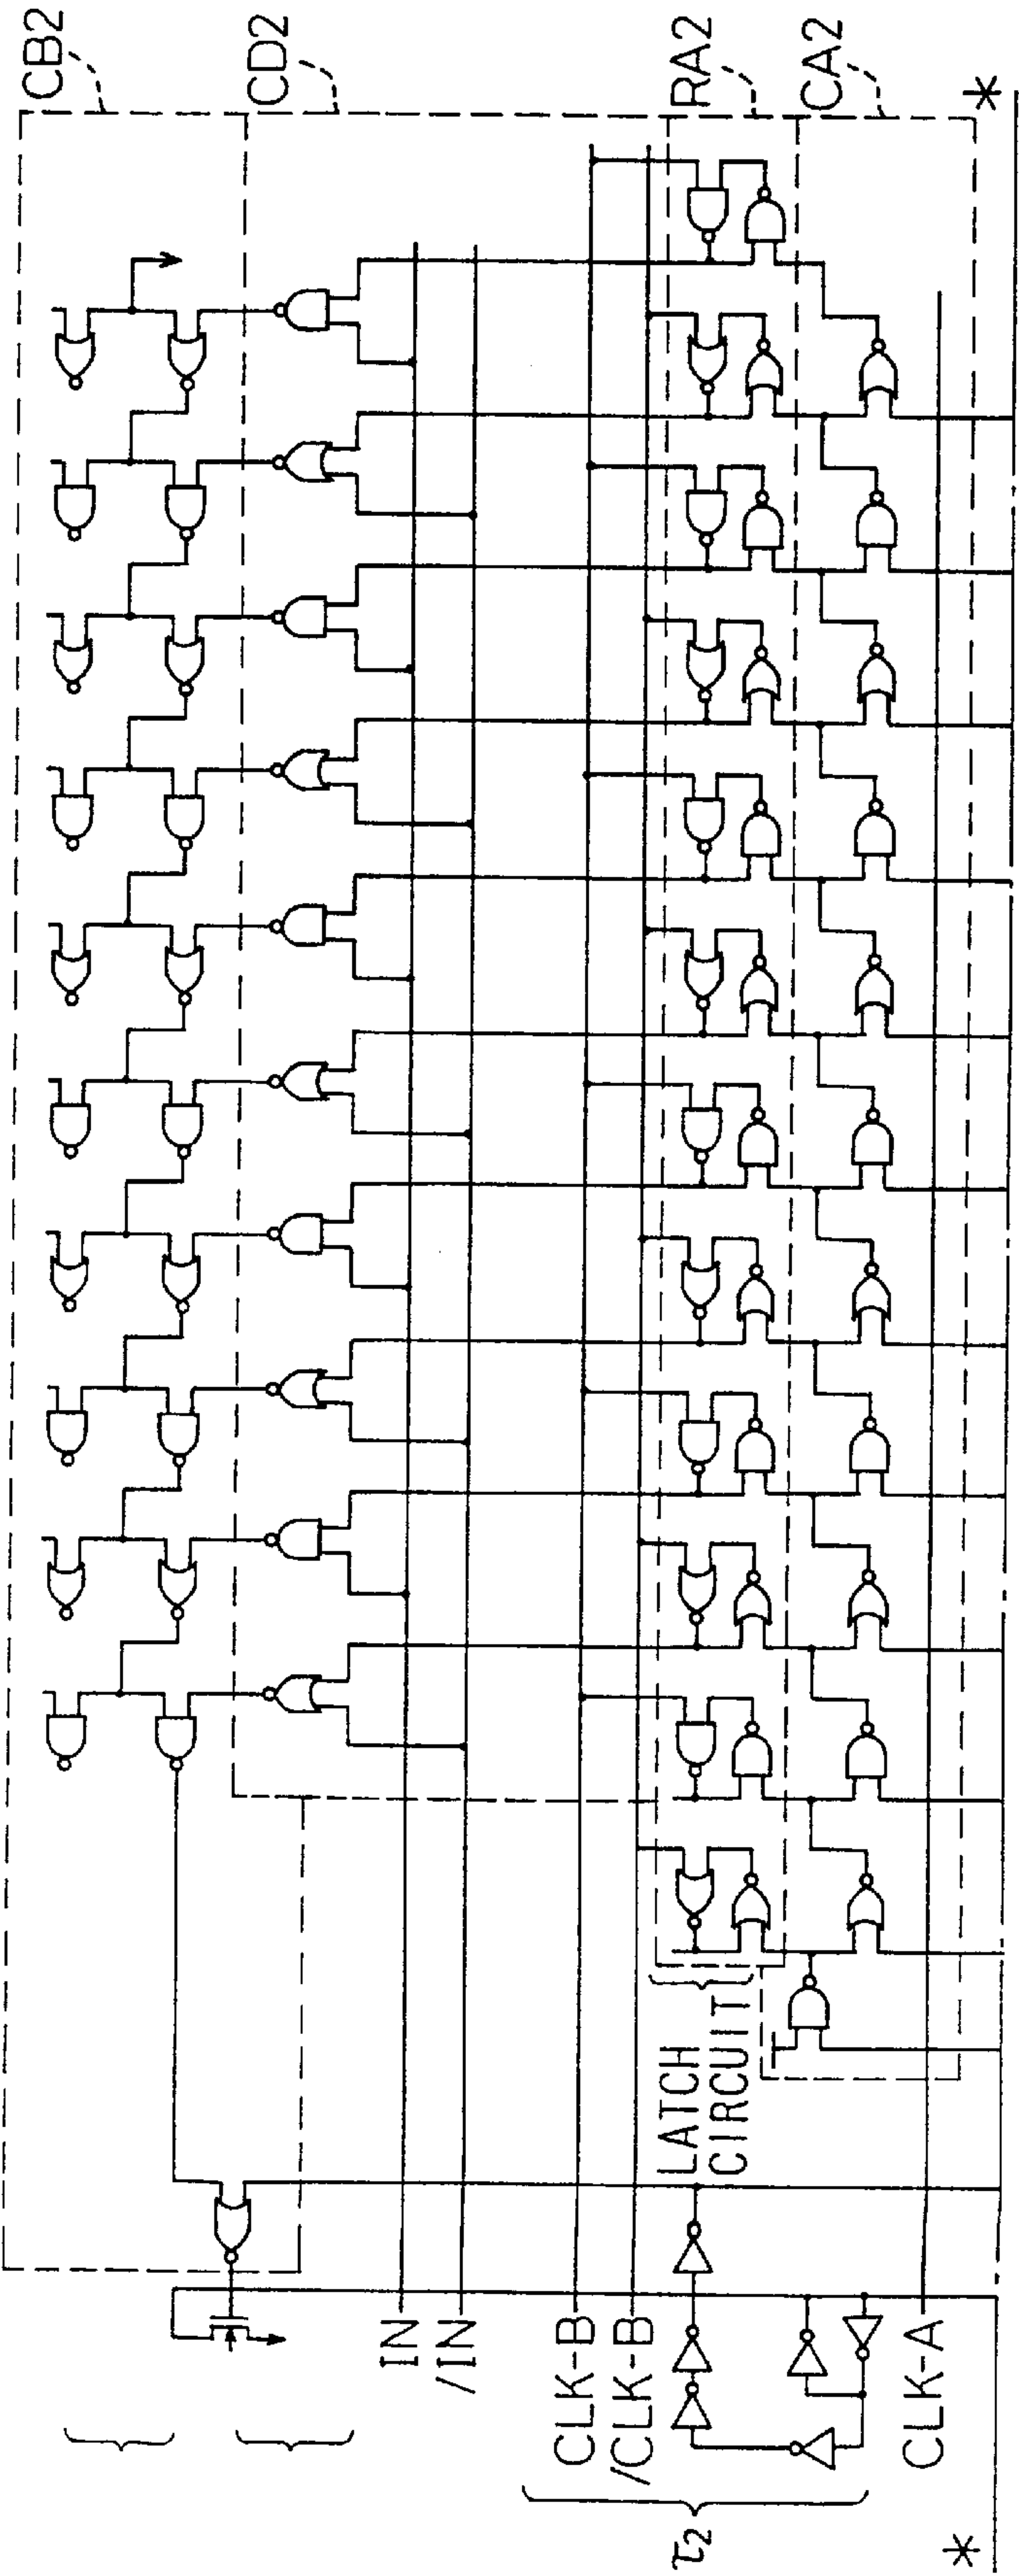 CB2
CD2
RA2
CA2
*
IN
/IN
CLK-B
/CLK-B
LATCH
CIRCUIT
CLK-A
τ2
*